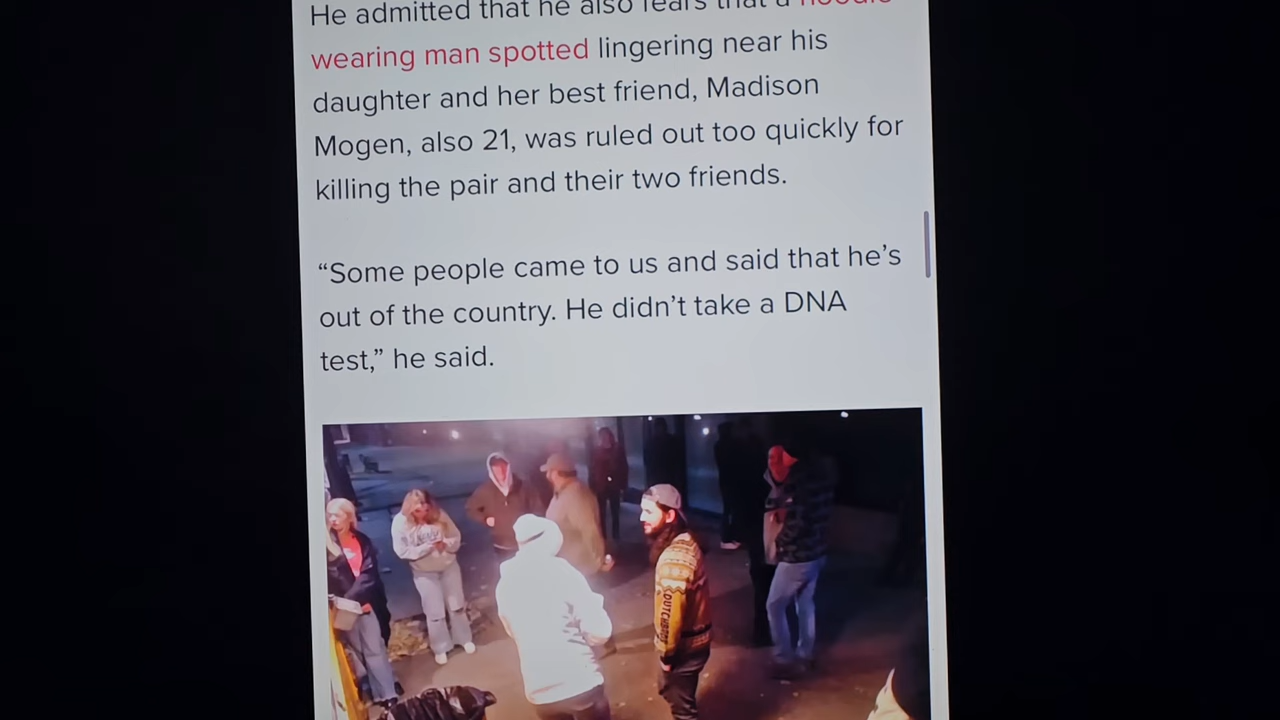 He admitted that he also fears that a hoodie
wearing man spotted lingering near his
daughter and her best friend, Madison
Mogen, also 21, was ruled out too quickly for
killing the pair and their two friends.
“Some people came to us and said that he’s
out of the country. He didn’t take a DNA
test,” he said.
DUTCHBROS